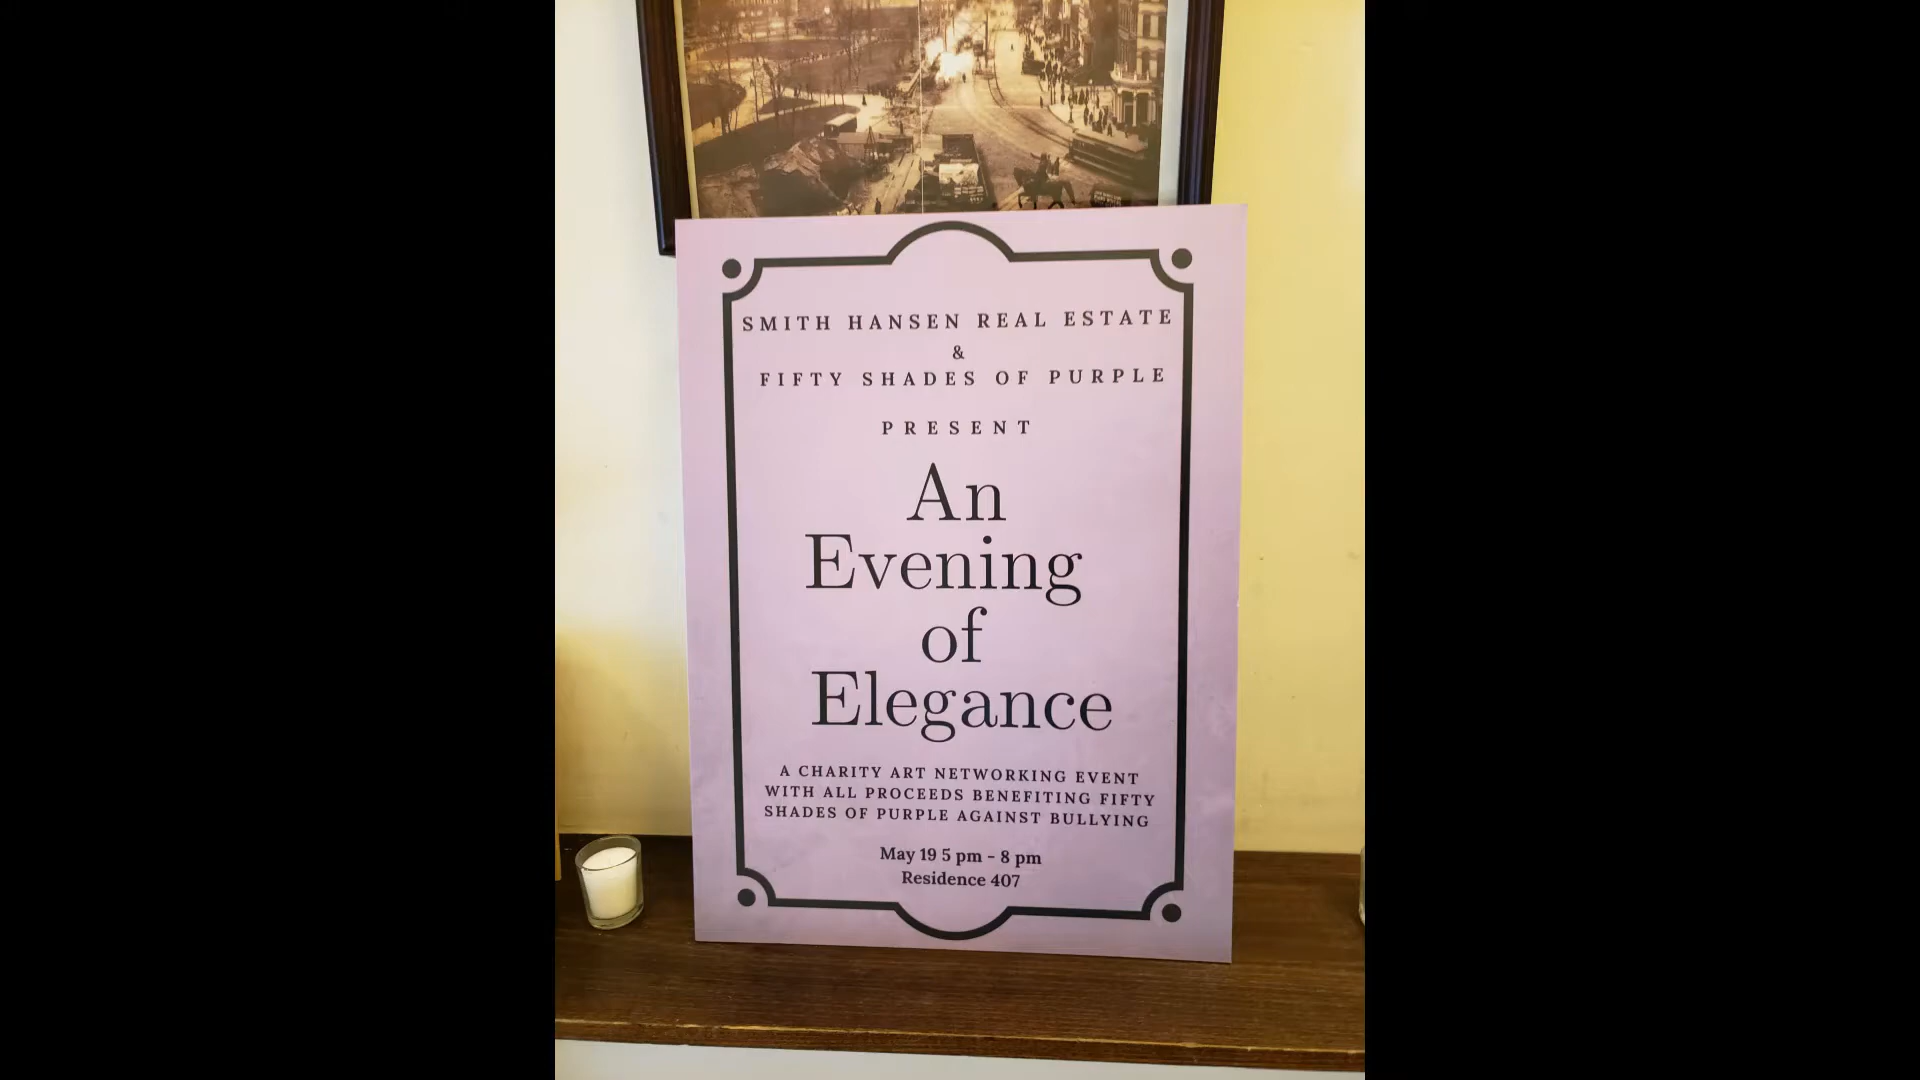 SMITH HANSEN REAL ESTATE
&
FIFTY SHADES OF PURPLE
PRESENT
An
Evening
of
Elegance
A CHARITY ART NETWORKING EVENT
WITH ALL PROCEEDS BENEFITING FIFTY
SHADES OF PURPLE AGAINST BULLYING
May 19 5 pm - 8 pm
Residence 407